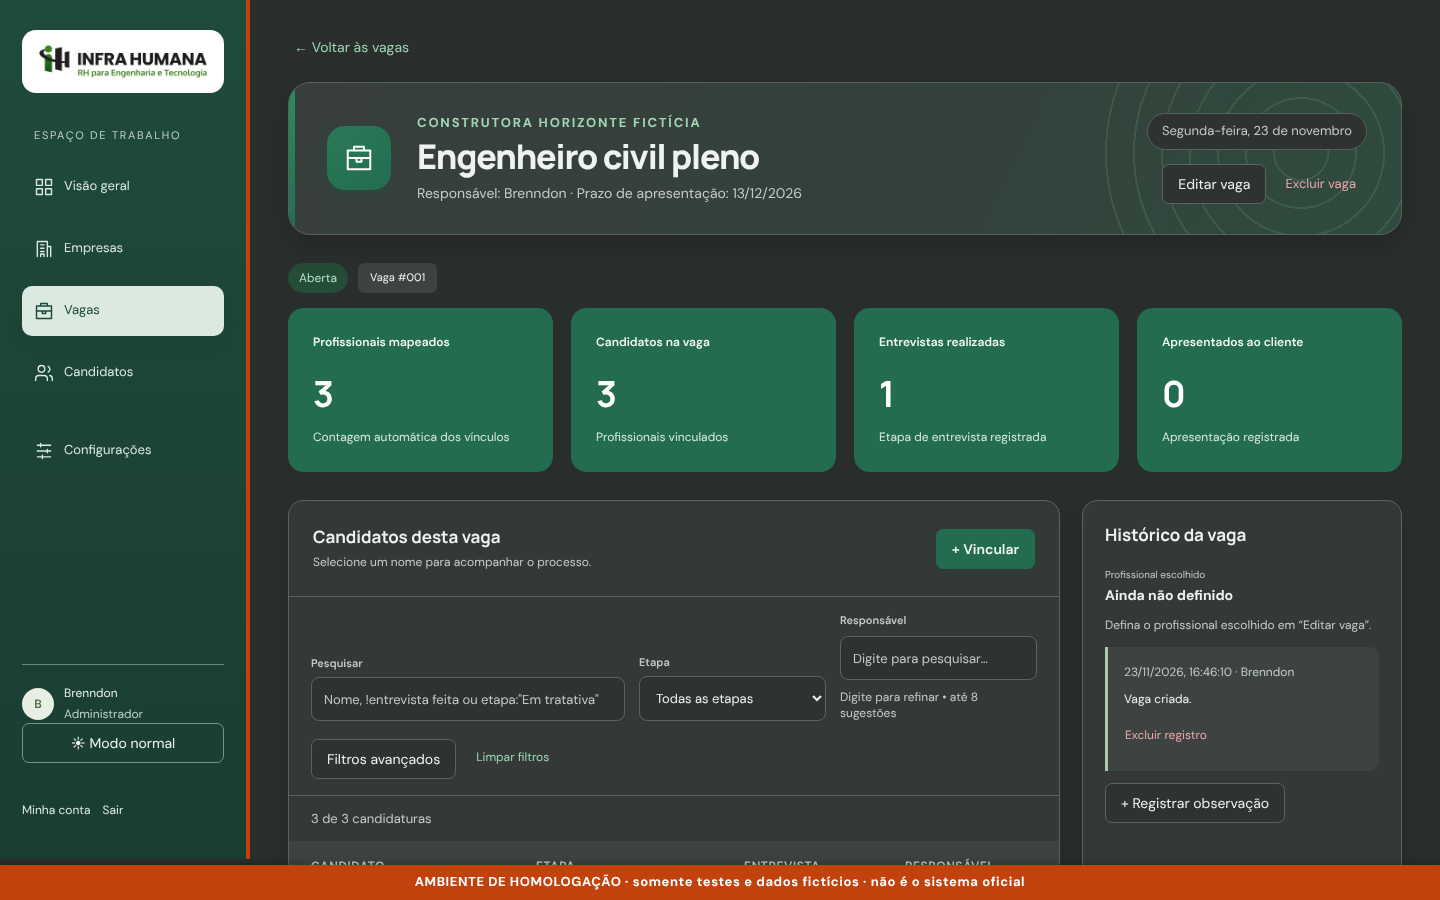 INFRA HUMANA
RH para Engenharia e Tecnologia
ESPAÇO DE TRABALHO
Visão geral
Empresas
Vagas
Candidatos
Configurações
B
Brenndon
Administrador
☀ Modo normal
Minha conta Sair
← Voltar às vagas
CONSTRUTORA HORIZONTE FICTÍCIA
Engenheiro civil pleno
Responsável: Brenndon · Prazo de apresentação: 13/12/2026
Segunda-feira, 23 de novembro
Editar vaga
Excluir vaga
Aberta
Vaga #001
Profissionais mapeados
3
Contagem automática dos vínculos
Candidatos na vaga
3
Profissionais vinculados
Entrevistas realizadas
1
Etapa de entrevista registrada
Apresentados ao cliente
0
Apresentação registrada
Candidatos desta vaga
Selecione um nome para acompanhar o processo.
+ Vincular
Pesquisar
Nome, !entrevista feita ou etapa:"Em tratativa"
Etapa
Todas as etapas
Responsável
Digite para pesquisar...
Digite para refinar • até 8
sugestões
Filtros avançados
Limpar filtros
3 de 3 candidaturas
CANDIDATO ETAPA ENTREVISTA RESPONSÁVEL
Histórico da vaga
Profissional escolhido
Ainda não definido
Defina o profissional escolhido em “Editar vaga”.
23/11/2026, 16:46:10 · Brenndon
Vaga criada.
Excluir registro
+ Registrar observação
AMBIENTE DE HOMOLOGAÇÃO · somente testes e dados fictícios · não é o sistema oficial